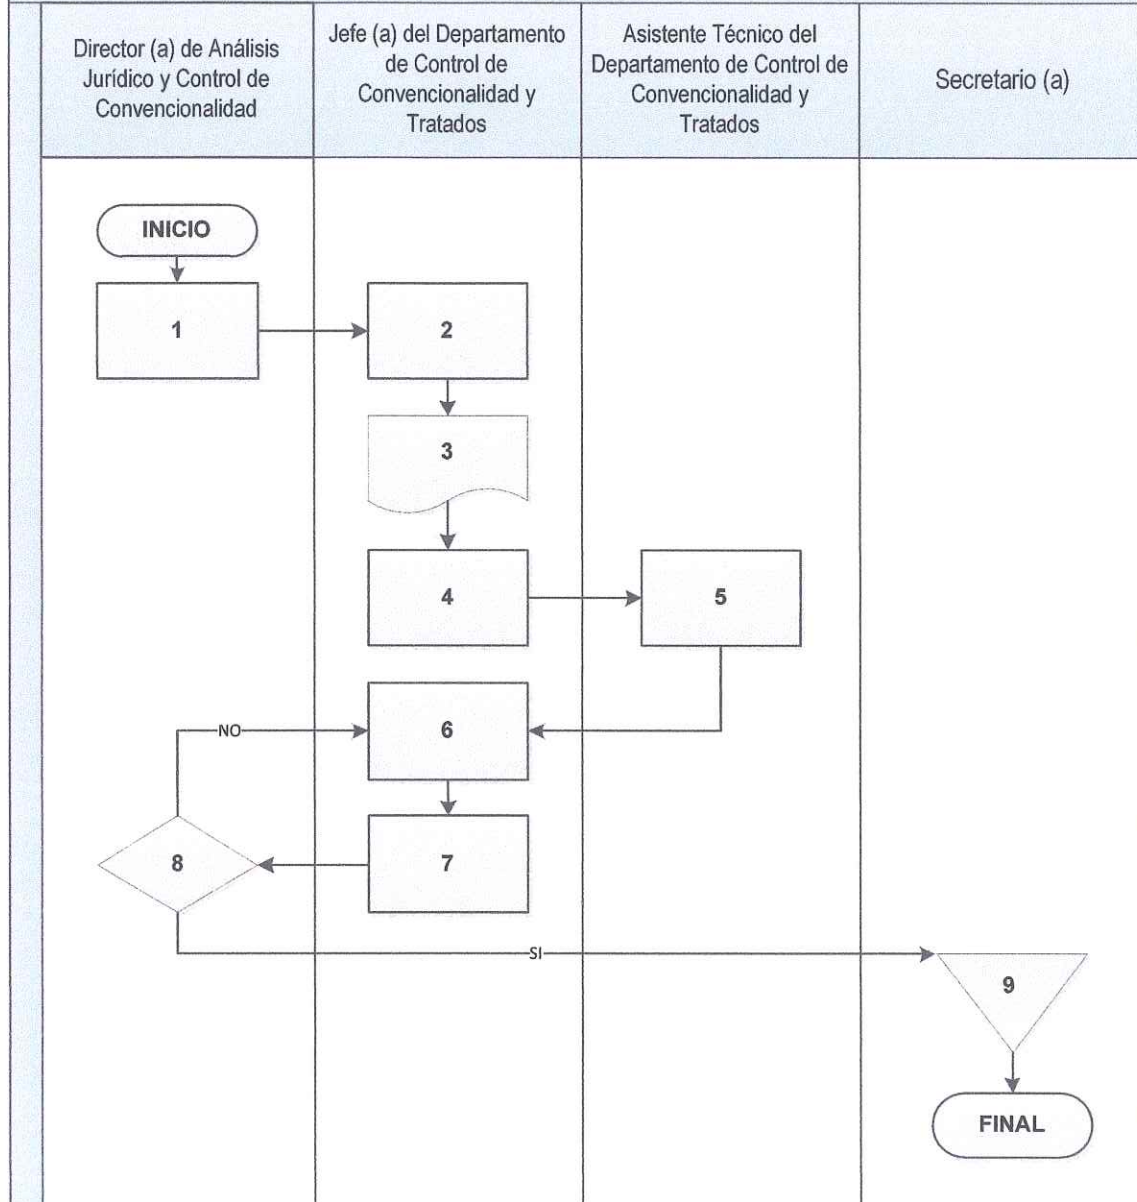 Director (a) de Análisis
Jurídico y Control de
Convencionalidad
Jefe (a) del Departamento
de Control de
Convencionalidad y
Tratados
Asistente Técnico del
Departamento de Control de
Convencionalidad y
Tratados
Secretario (a)
INICIO
1
2
3
4
5
6
NO
7
8
SI
9
FINAL